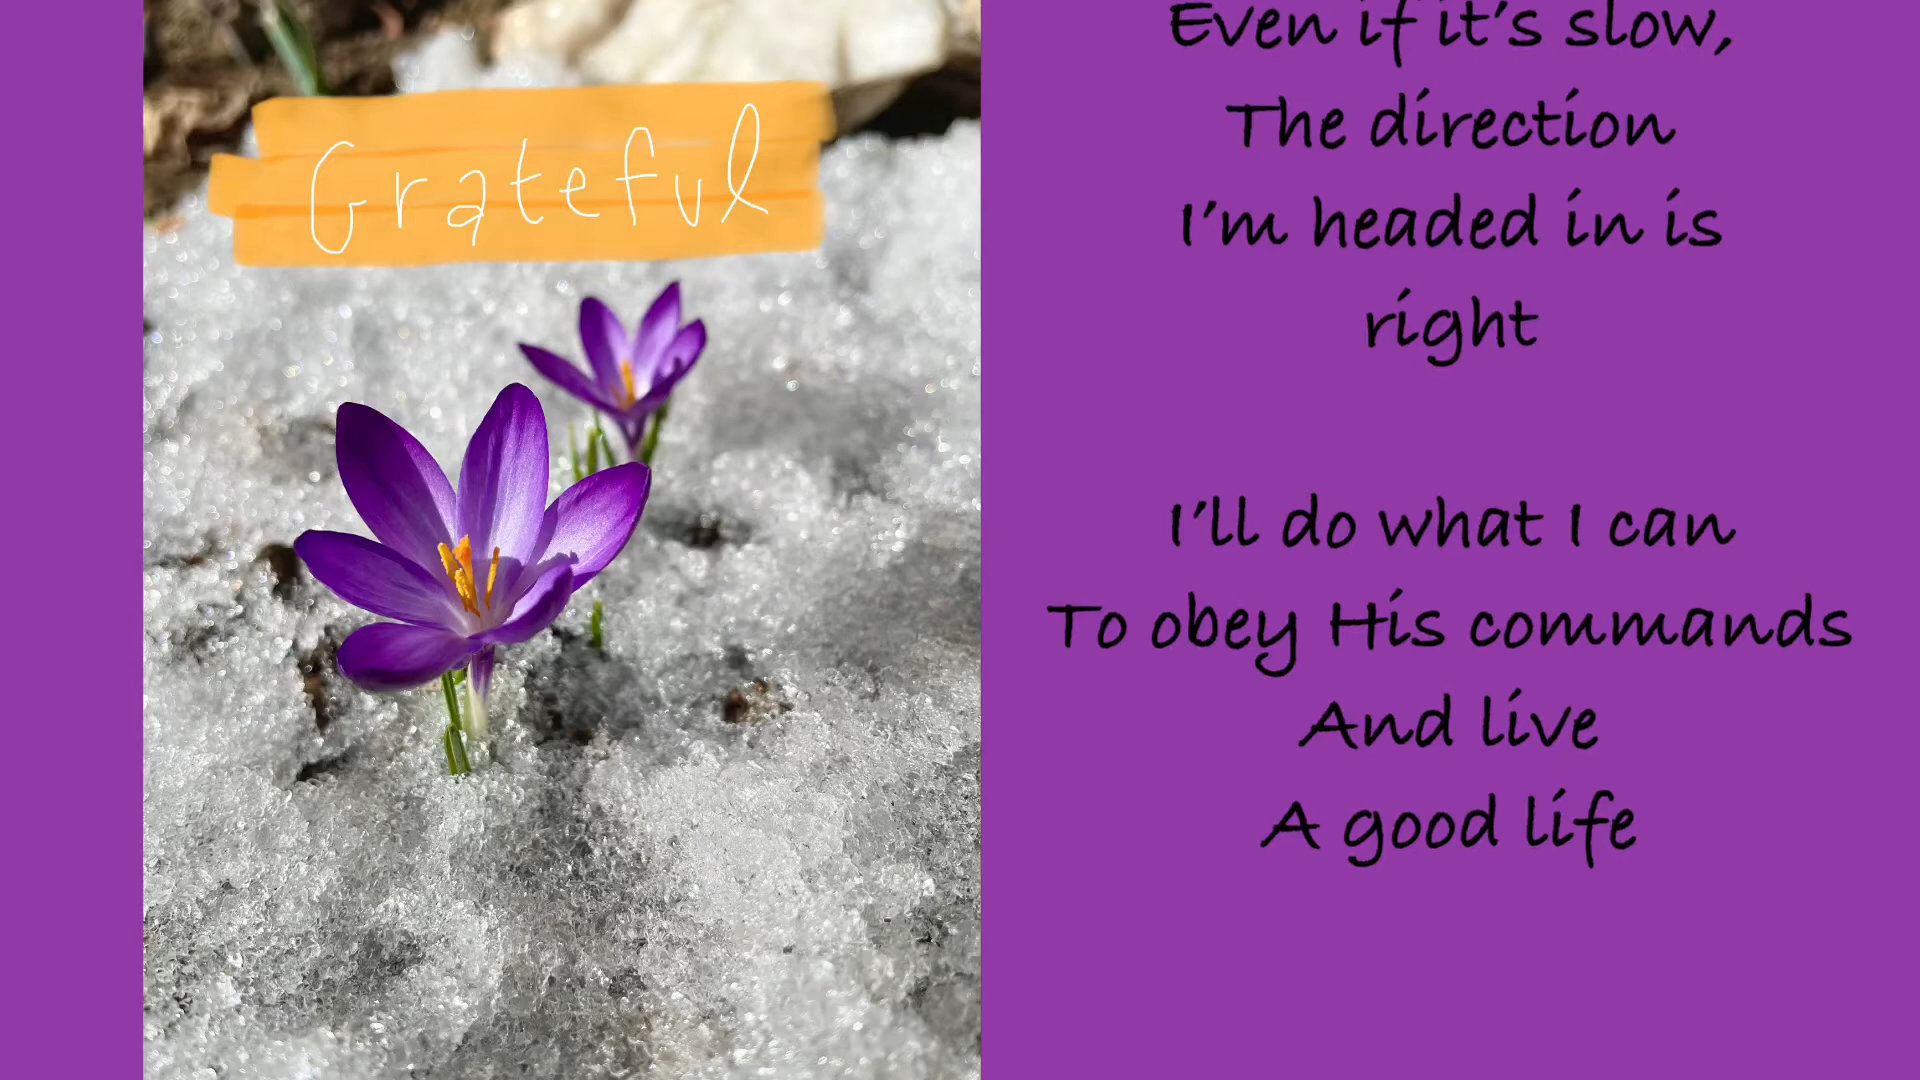 Grateful
Even if it's slow,
The direction
I'm headed in is
right
I'll do what I can
To obey His commands
And live
A good life